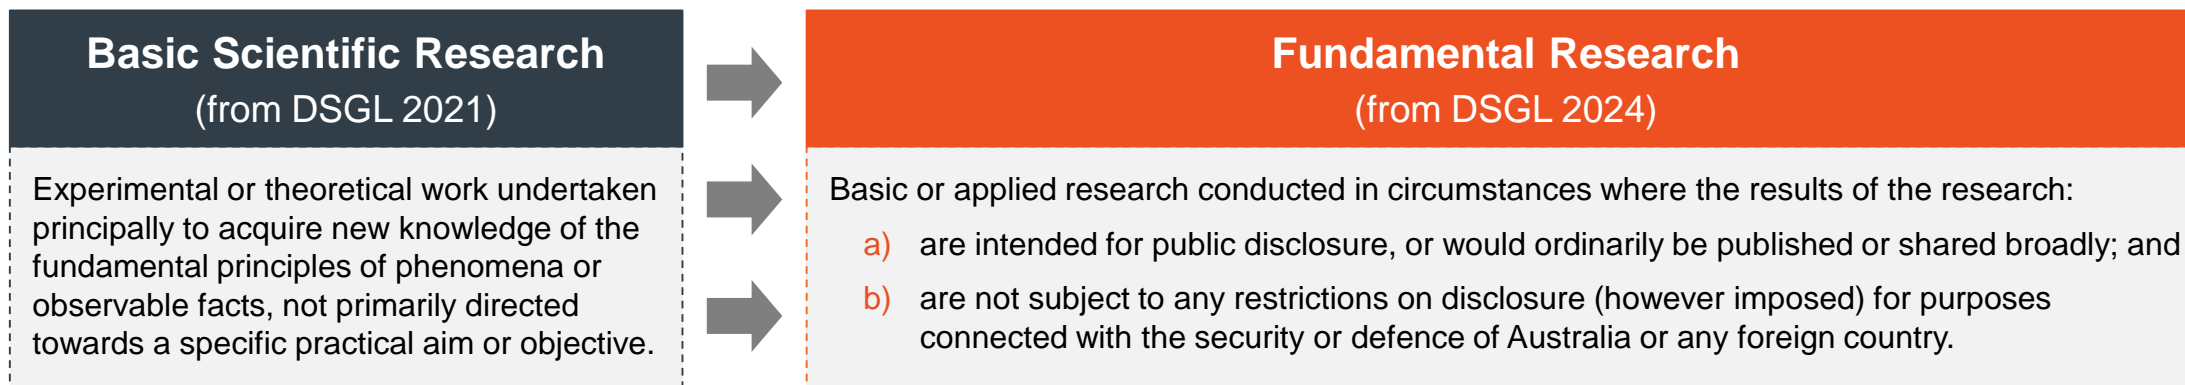 Basic Scientific Research
(from DSGL 2021)
Experimental or theoretical work undertaken
principally to acquire new knowledge of the
fundamental principles of phenomena or
observable facts, not primarily directed
towards a specific practical aim or objective.
Fundamental Research
(from DSGL 2024)
Basic or applied research conducted in circumstances where the results of the research:
a) are intended for public disclosure, or would ordinarily be published or shared broadly; and
b) are not subject to any restrictions on disclosure (however imposed) for purposes
connected with the security or defence of Australia or any foreign country.